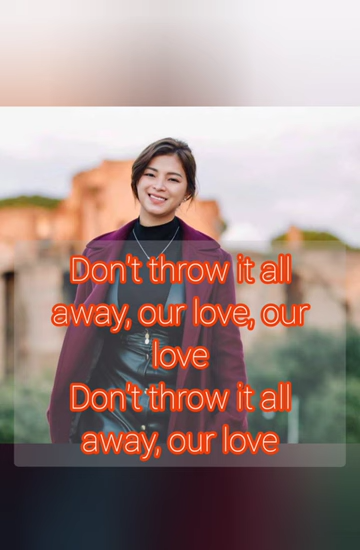 Don't throw it all
away, our love, our
love
Don't throw it all
away, our love